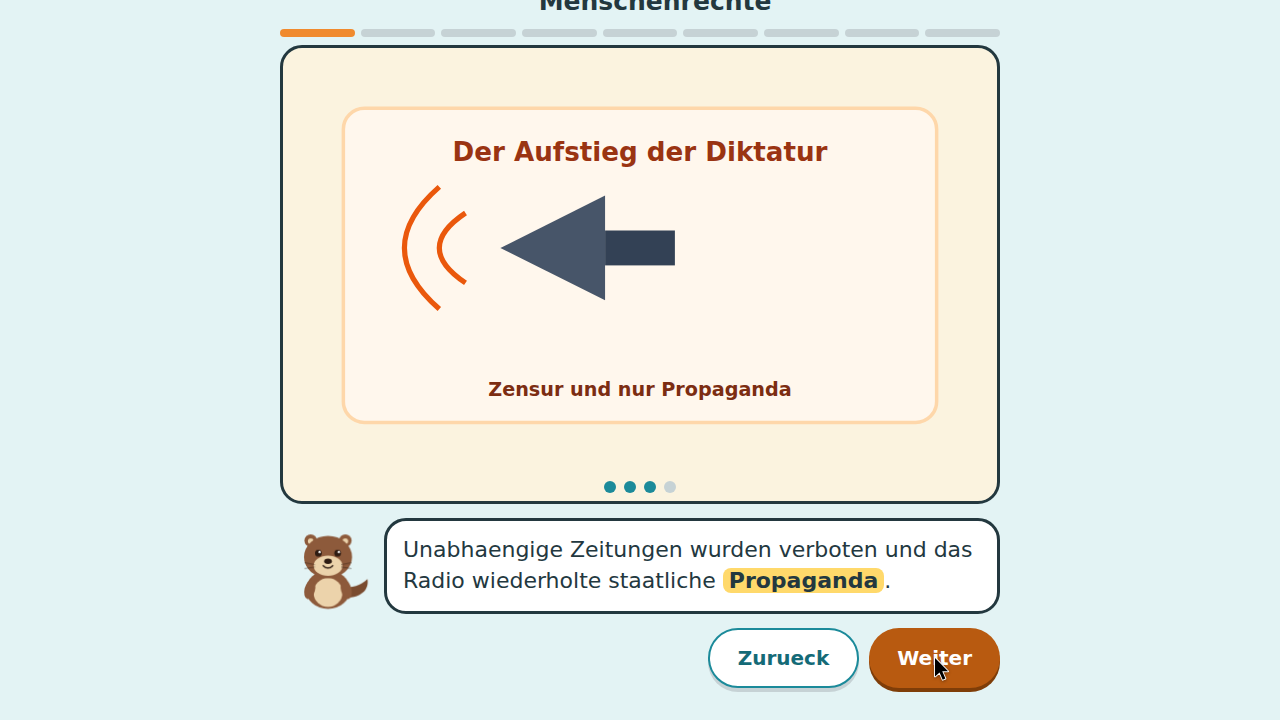 Menschenrechte
Der Aufstieg der Diktatur
Zensur und nur Propaganda
Unabhaengige Zeitungen wurden verboten und das
Radio wiederholte staatliche Propaganda.
Zurueck
Weiter